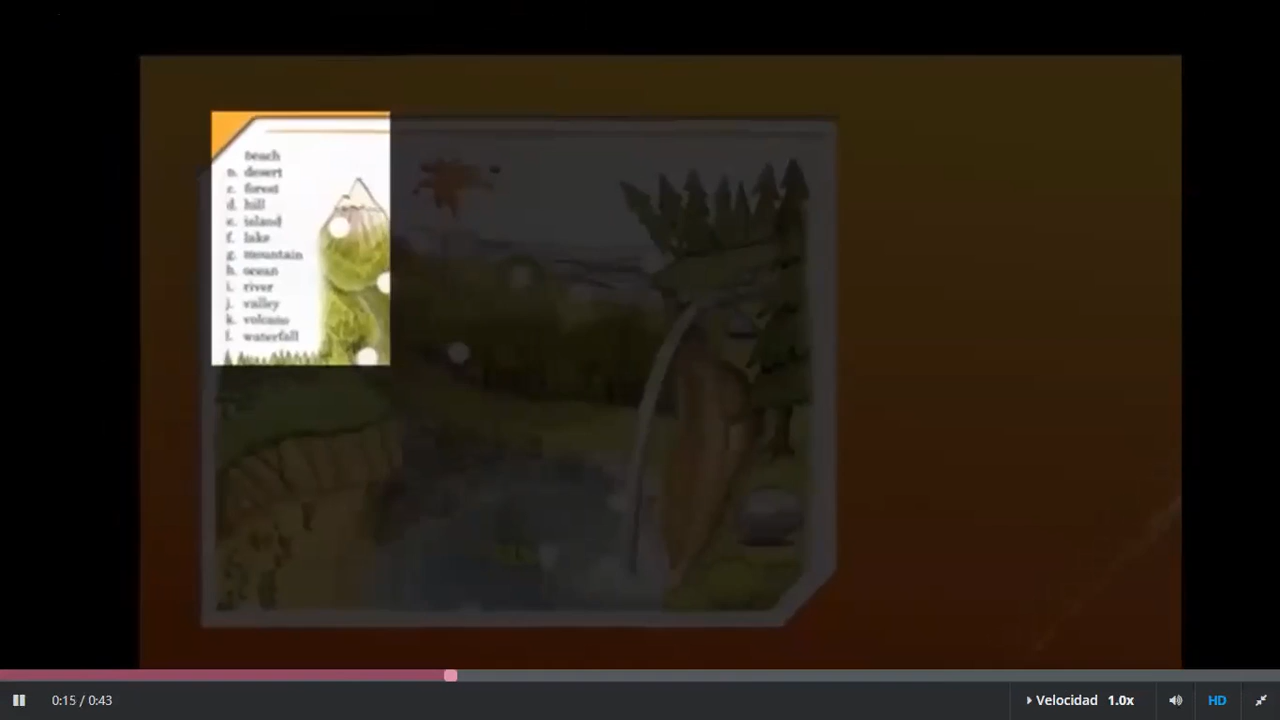 beach
b. desert
c. forest
d. hill
e. island
f. lake
g. mountain
h. ocean
i. river
j. valley
k. volcano
l. waterfall
0:15 / 0:43
Velocidad 1.0x
HD